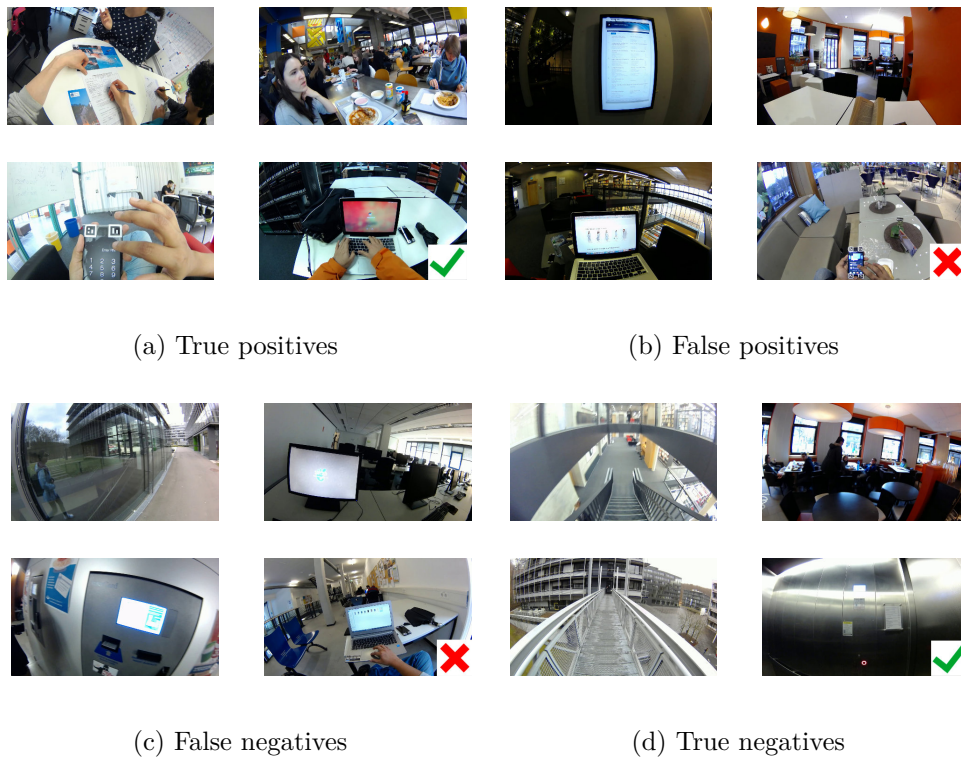 (a) True positives
(b) False positives
(c) False negatives
(d) True negatives